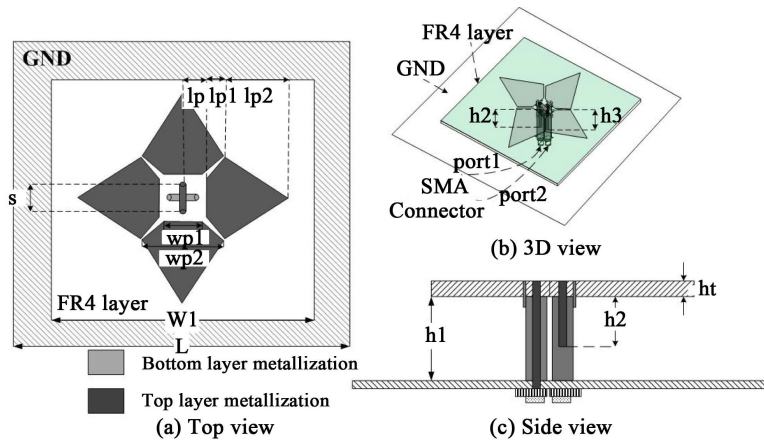 GND
lp lp1 lp2
s
wp1
wp2
FR4 layer
W1
L
Bottom layer metallization
Top layer metallization
(a) Top view
FR4 layer
GND
h2
h3
port1
SMA
Connector
port2
(b) 3D view
ht
h1
h2
(c) Side view